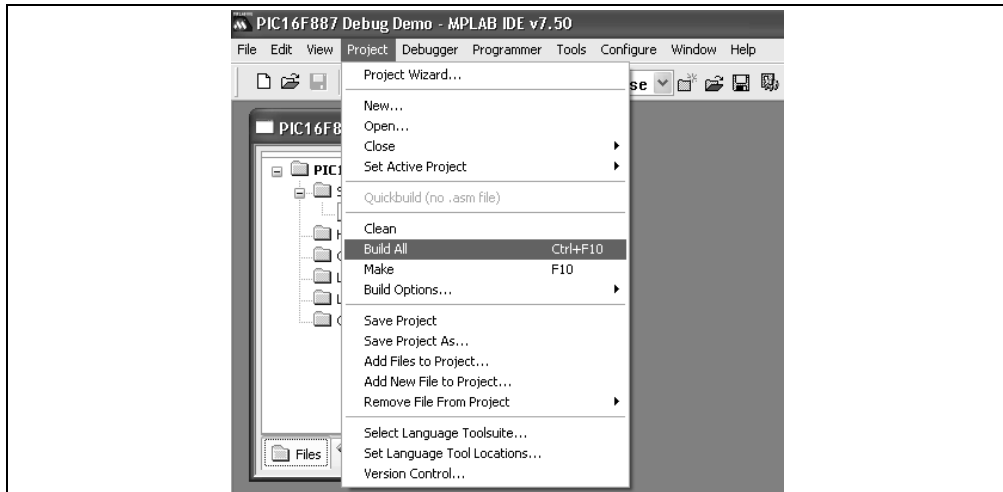 PIC16F887 Debug Demo - MPLAB IDE v7.50
File Edit View Project Debugger Programmer Tools Configure Window Help
Project Wizard...
New...
Open...
Close
Set Active Project
Quickbuild (no .asm file)
Clean
Build All Ctrl+F10
Make F10
Build Options...
Save Project
Save Project As...
Add Files to Project...
Add New File to Project...
Remove File From Project
Select Language Toolsuite...
Set Language Tool Locations...
Version Control...
se
PIC16F8
PIC1
Files